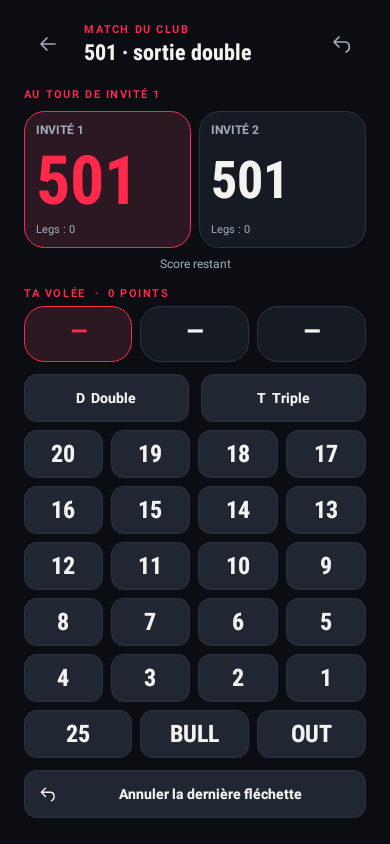 MATCH DU CLUB
501 · sortie double
AU TOUR DE INVITÉ 1
INVITÉ 1
501
Legs : 0
INVITÉ 2
501
Legs : 0
Score restant
TA VOLÉE · 0 POINTS
– – –
D Double T Triple
20 19 18 17
16 15 14 13
12 11 10 9
8 7 6 5
4 3 2 1
25 BULL OUT
Annuler la dernière fléchette